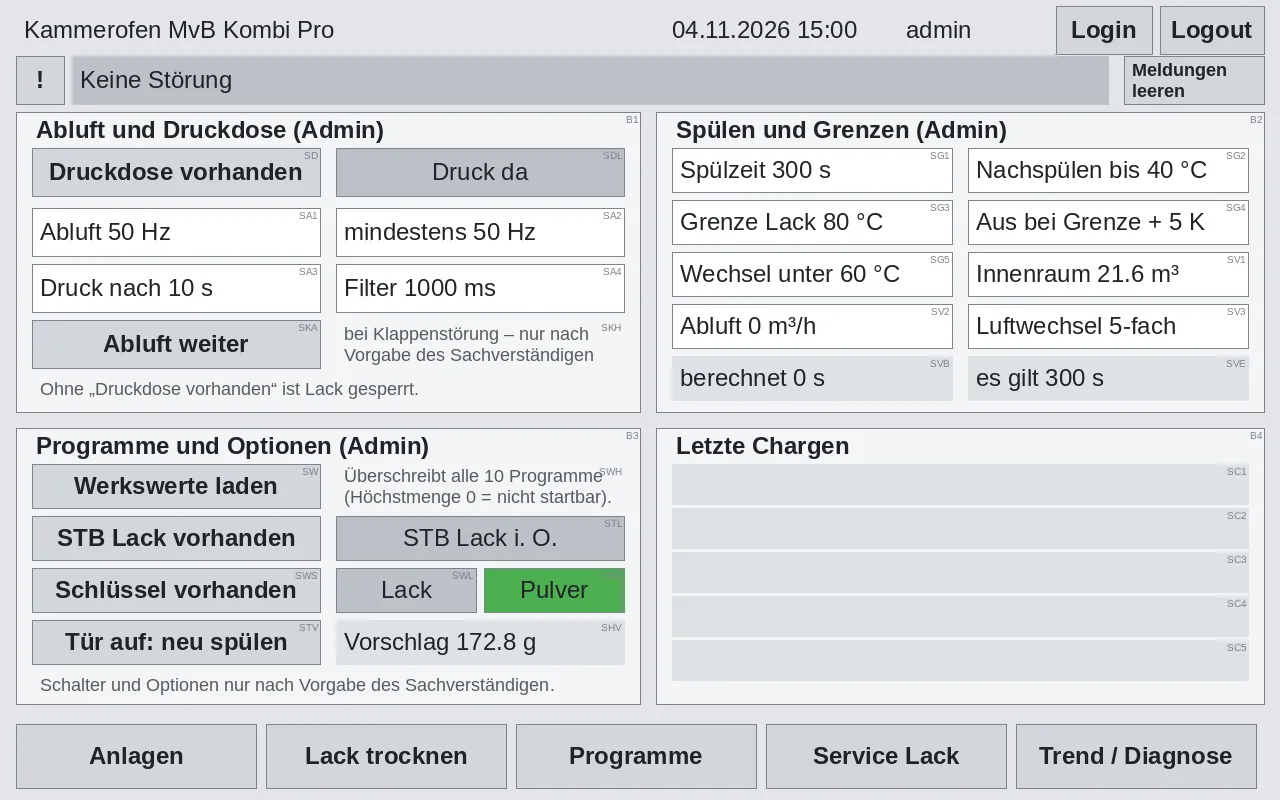 Kammerofen MvB Kombi Pro 04.11.2026 15:00 admin Login Logout
! Keine Störung Meldungen leeren
Abluft und Druckdose (Admin) B1
Druckdose vorhanden SD Druck da SDL
Abluft 50 Hz SA1 mindestens 50 Hz SA2
Druck nach 10 s SA3 Filter 1000 ms SA4
Abluft weiter SKA bei Klappenstörung – nur nach SKH
Vorgabe des Sachverständigen
Ohne „Druckdose vorhanden“ ist Lack gesperrt.
Spülen und Grenzen (Admin) B2
Spülzeit 300 s SG1 Nachspülen bis 40 °C SG2
Grenze Lack 80 °C SG3 Aus bei Grenze + 5 K SG4
Wechsel unter 60 °C SG5 Innenraum 21.6 m³ SV1
Abluft 0 m³/h SV2 Luftwechsel 5-fach SV3
berechnet 0 s SVB es gilt 300 s SVE
Programme und Optionen (Admin) B3
Werkswerte laden SW Überschreibt alle 10 Programme SWH
(Höchstmenge 0 = nicht startbar).
STB Lack vorhanden STB Lack i. O. STL
Schlüssel vorhanden SWS Lack SWL Pulver
Tür auf: neu spülen STV Vorschlag 172.8 g SHV
Schalter und Optionen nur nach Vorgabe des Sachverständigen.
Letzte Chargen B4
SC1
SC2
SC3
SC4
SC5
Anlagen Lack trocknen Programme Service Lack Trend / Diagnose